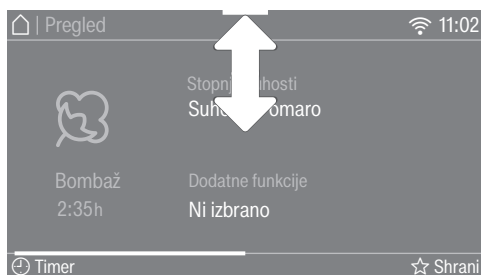 Pregled 11:02
Bombaž
2:35h
Dodatne funkcije
Ni izbrano
Timer
Shrani